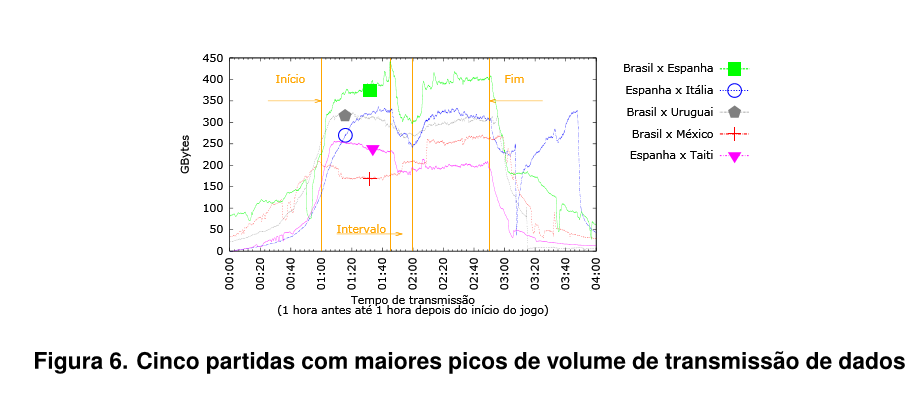 450
400
350
300
250
200
150
100
50
0
GBytes
Início
Fim
Intervalo
00:00
00:20
00:40
01:00
01:20
01:40
02:00
02:20
02:40
03:00
03:20
03:40
04:00
Tempo de transmissão
(1 hora antes até 1 hora depois do início do jogo)
Brasil x Espanha
Espanha x Itália
Brasil x Uruguai
Brasil x México
Espanha x Taiti
Figura 6. Cinco partidas com maiores picos de volume de transmissão de dados